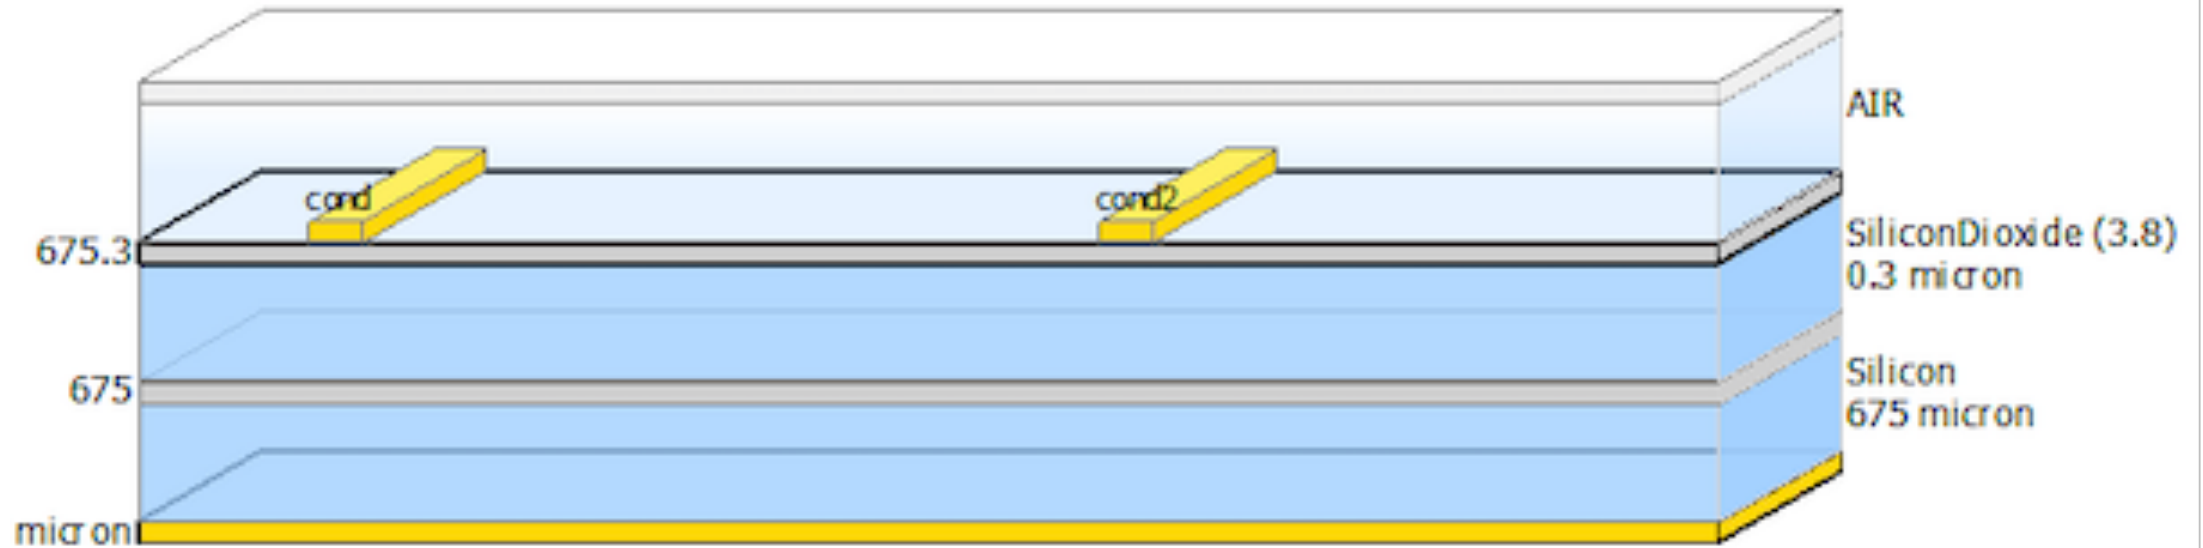 AIR
cond
cond2
675.3
SiliconDioxide (3.8)
0.3 micron
675
Silicon
675 micron
micron